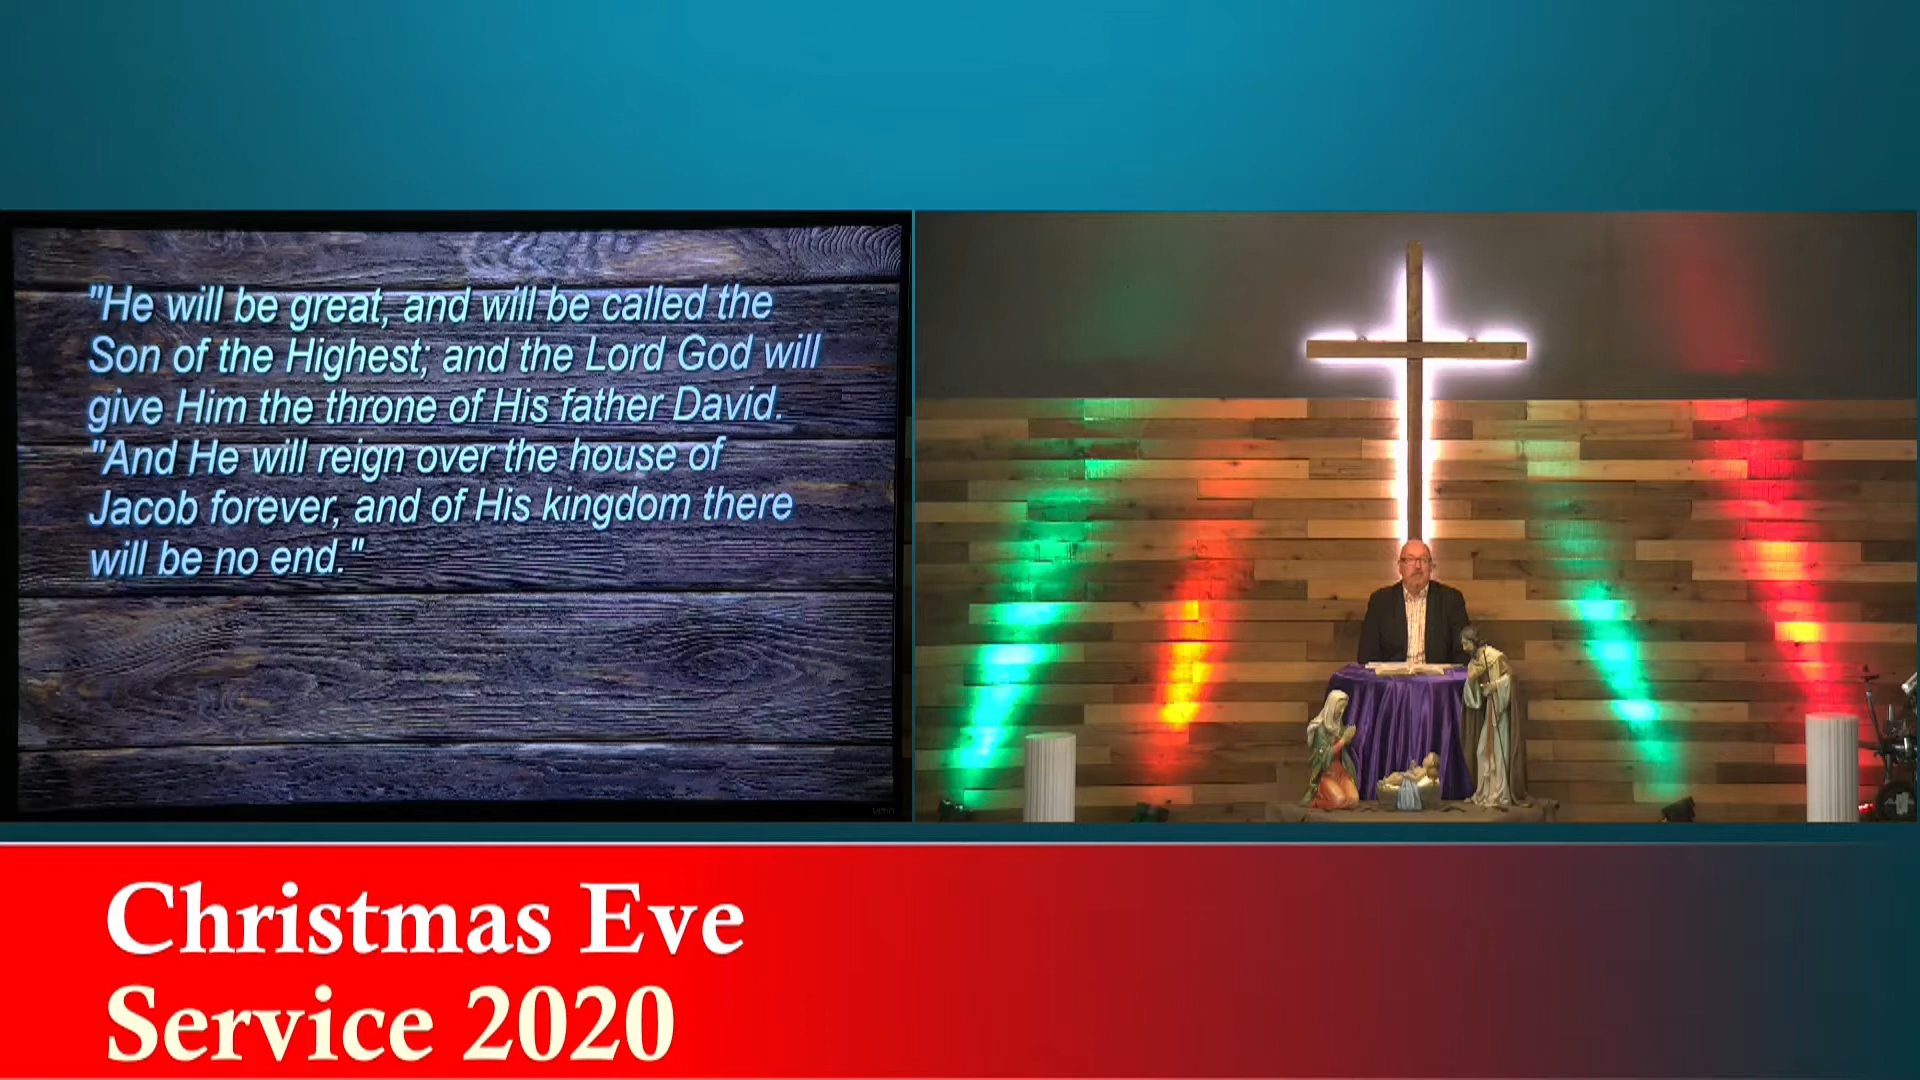 "He will be great, and will be called the
Son of the Highest; and the Lord God will
give Him the throne of His father David.
"And He will reign over the house of
Jacob forever, and of His kingdom there
will be no end."
Christmas Eve
Service 2020